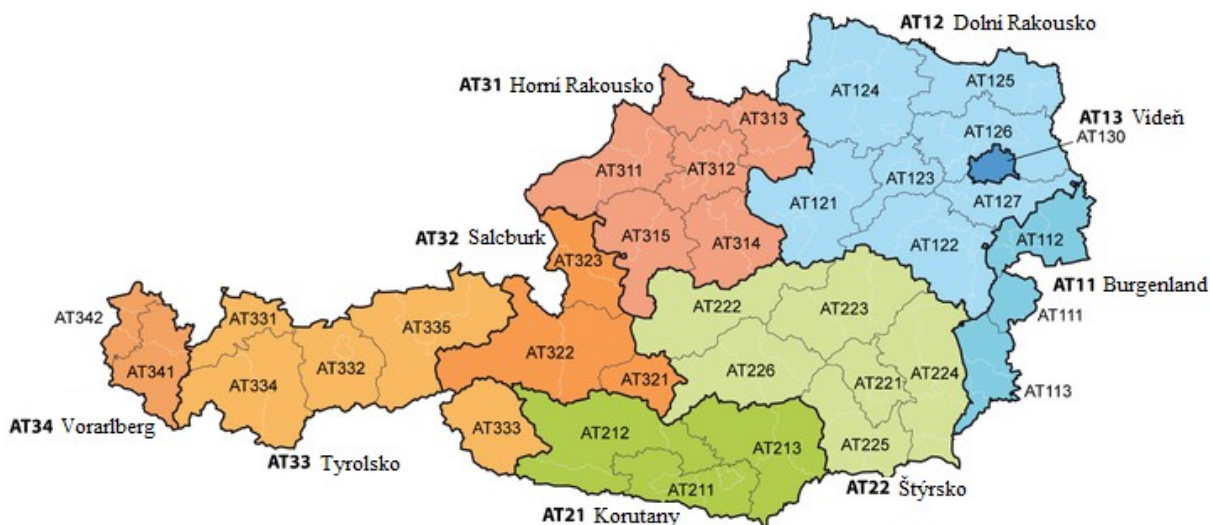 AT12 Dolní Rakousko
AT31 Horní Rakousko
AT124
AT125
AT313
AT13 Vídeň
AT126
AT130
AT311
AT312
AT123
AT121
AT127
AT32 Salcburk
AT315
AT314
AT122
AT112
AT323
AT11 Burgenland
AT222
AT223
AT111
AT342
AT331
AT335
AT322
AT341
AT334
AT332
AT321
AT226
AT221
AT224
AT113
AT34 Vorarlberg
AT333
AT212
AT213
AT225
AT33 Tyrolsko
AT211
AT22 Štýrsko
AT21 Korutany